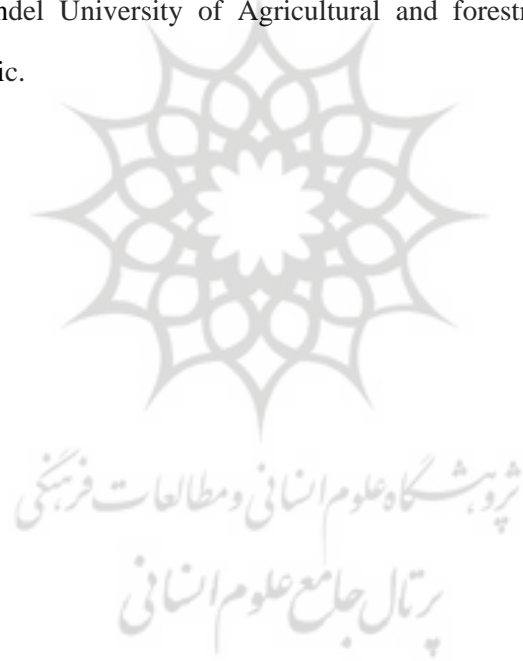 ndel University of Agricultural and forestr
ic.
پژوهشگاه علوم انسانی و مطالعات فرهنگی
پرتال جامع علوم انسانی